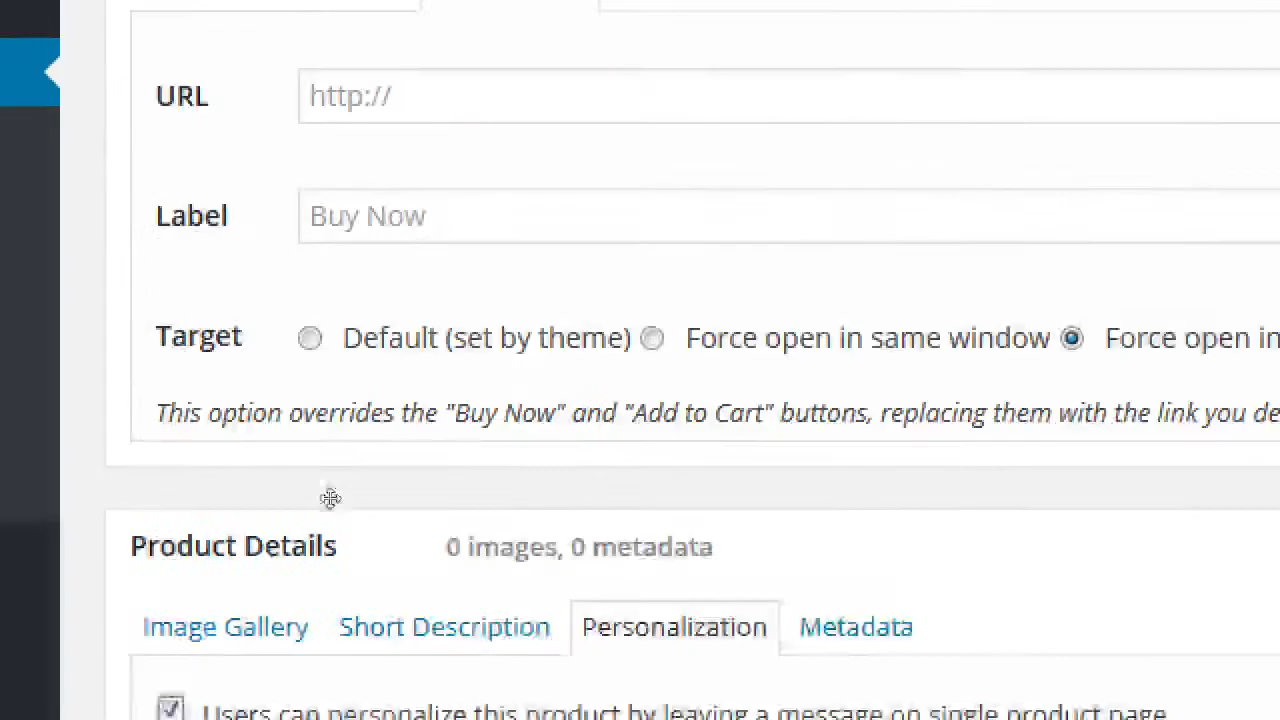 URL http://
Label Buy Now
Target Default (set by theme) Force open in same window Force open in
This option overrides the "Buy Now" and "Add to Cart" buttons, replacing them with the link you de
Product Details 0 images, 0 metadata
Image Gallery Short Description Personalization Metadata
Users can personalize this product by leaving a message on single product page